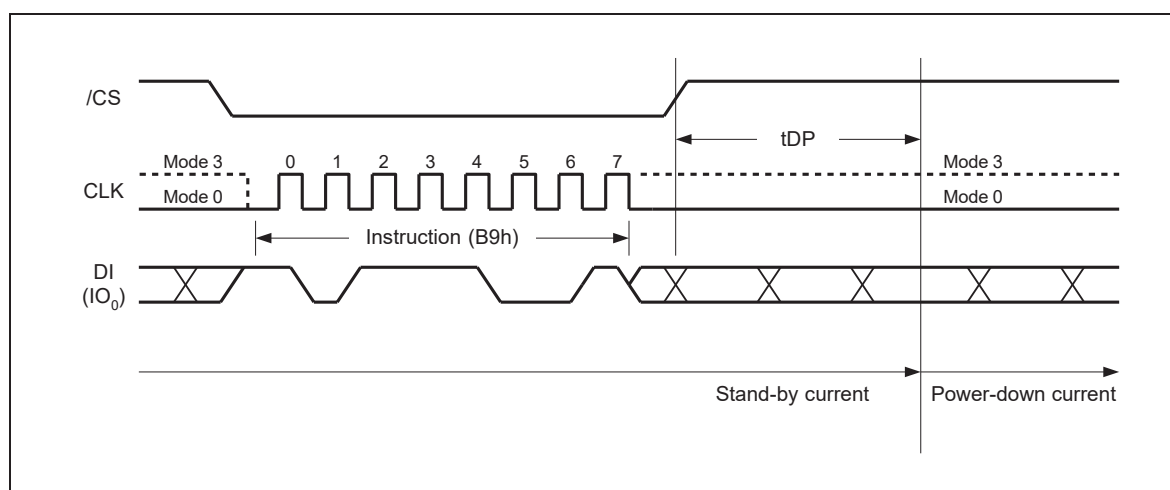 /CS
tDP
Mode 3
0 1 2 3 4 5 6 7
Mode 3
CLK
Mode 0
Mode 0
Instruction (B9h)
DI
(IO0)
Stand-by current
Power-down current